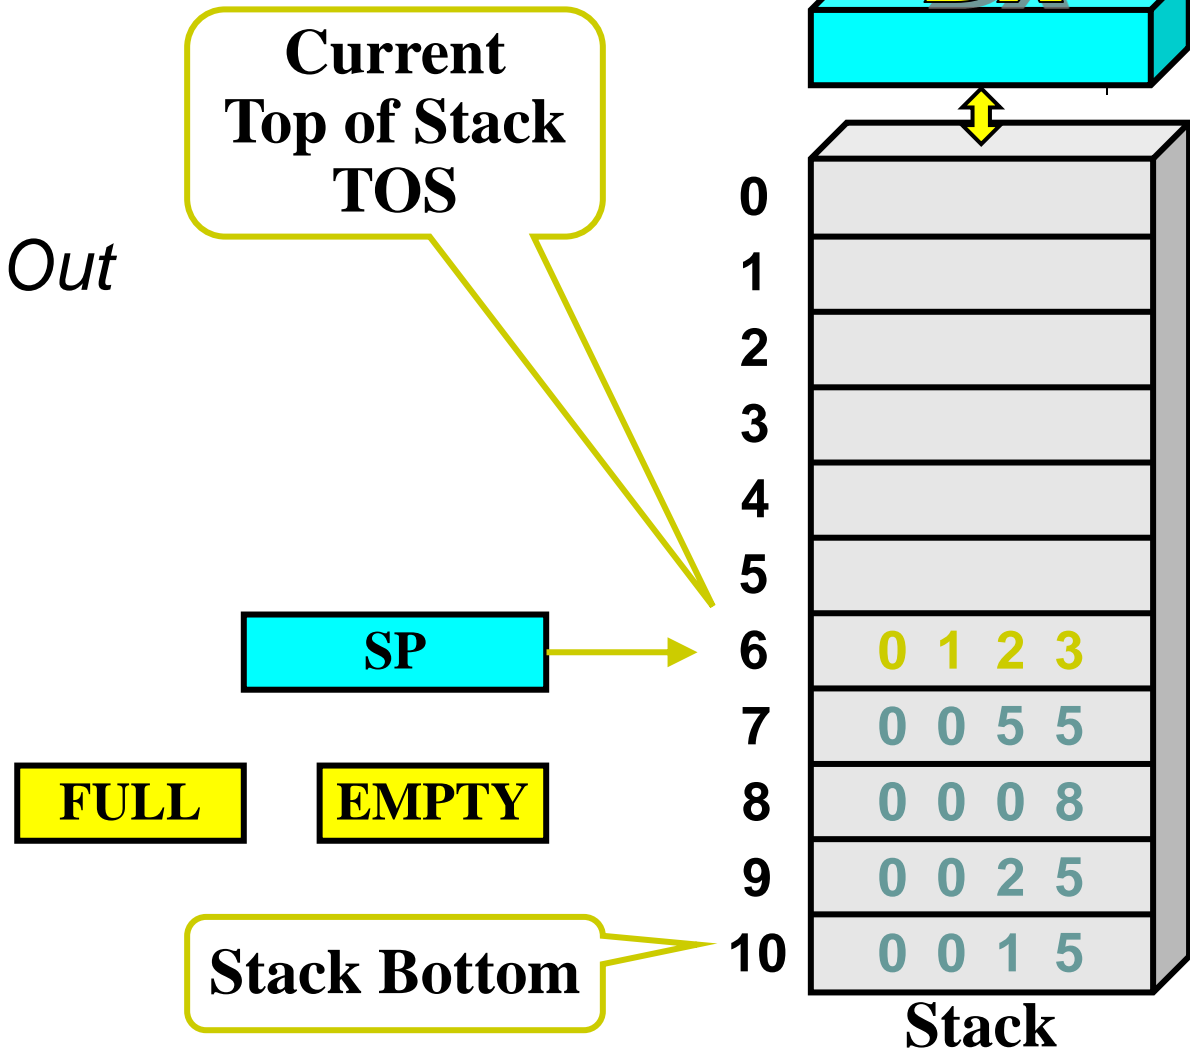 Current
Top of Stack
TOS
Out
0
1
2
3
4
5
SP
6 0 1 2 3
7 0 0 5 5
FULL
EMPTY
8 0 0 0 8
9 0 0 2 5
Stack Bottom
10 0 0 1 5
Stack